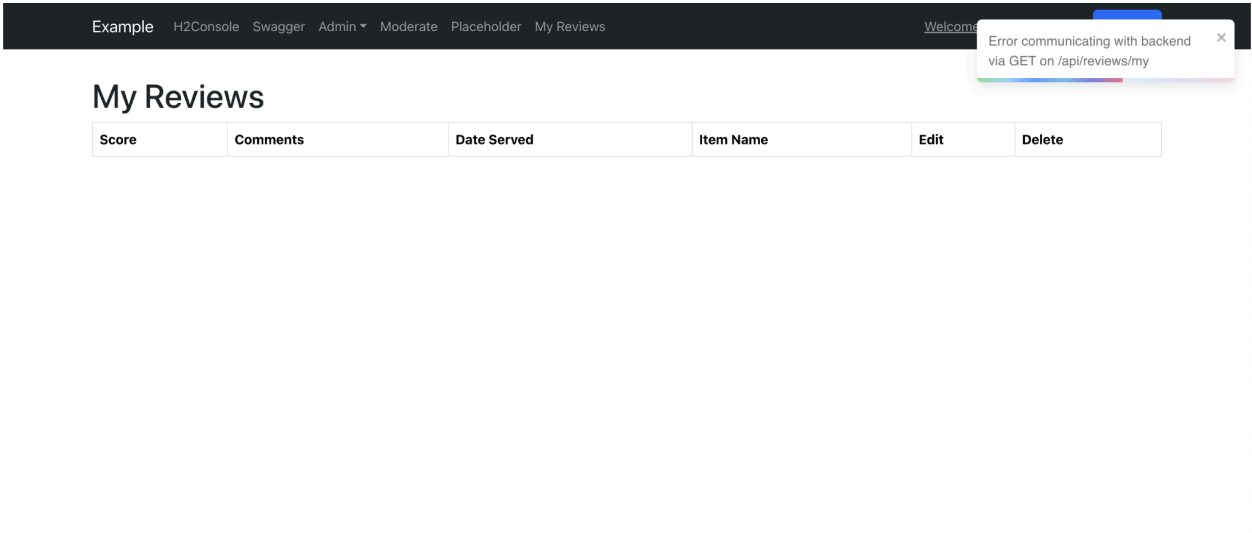 Example H2Console Swagger Admin Moderate Placeholder My Reviews Welcome
Error communicating with backend
via GET on /api/reviews/my
My Reviews
Score Comments Date Served Item Name Edit Delete